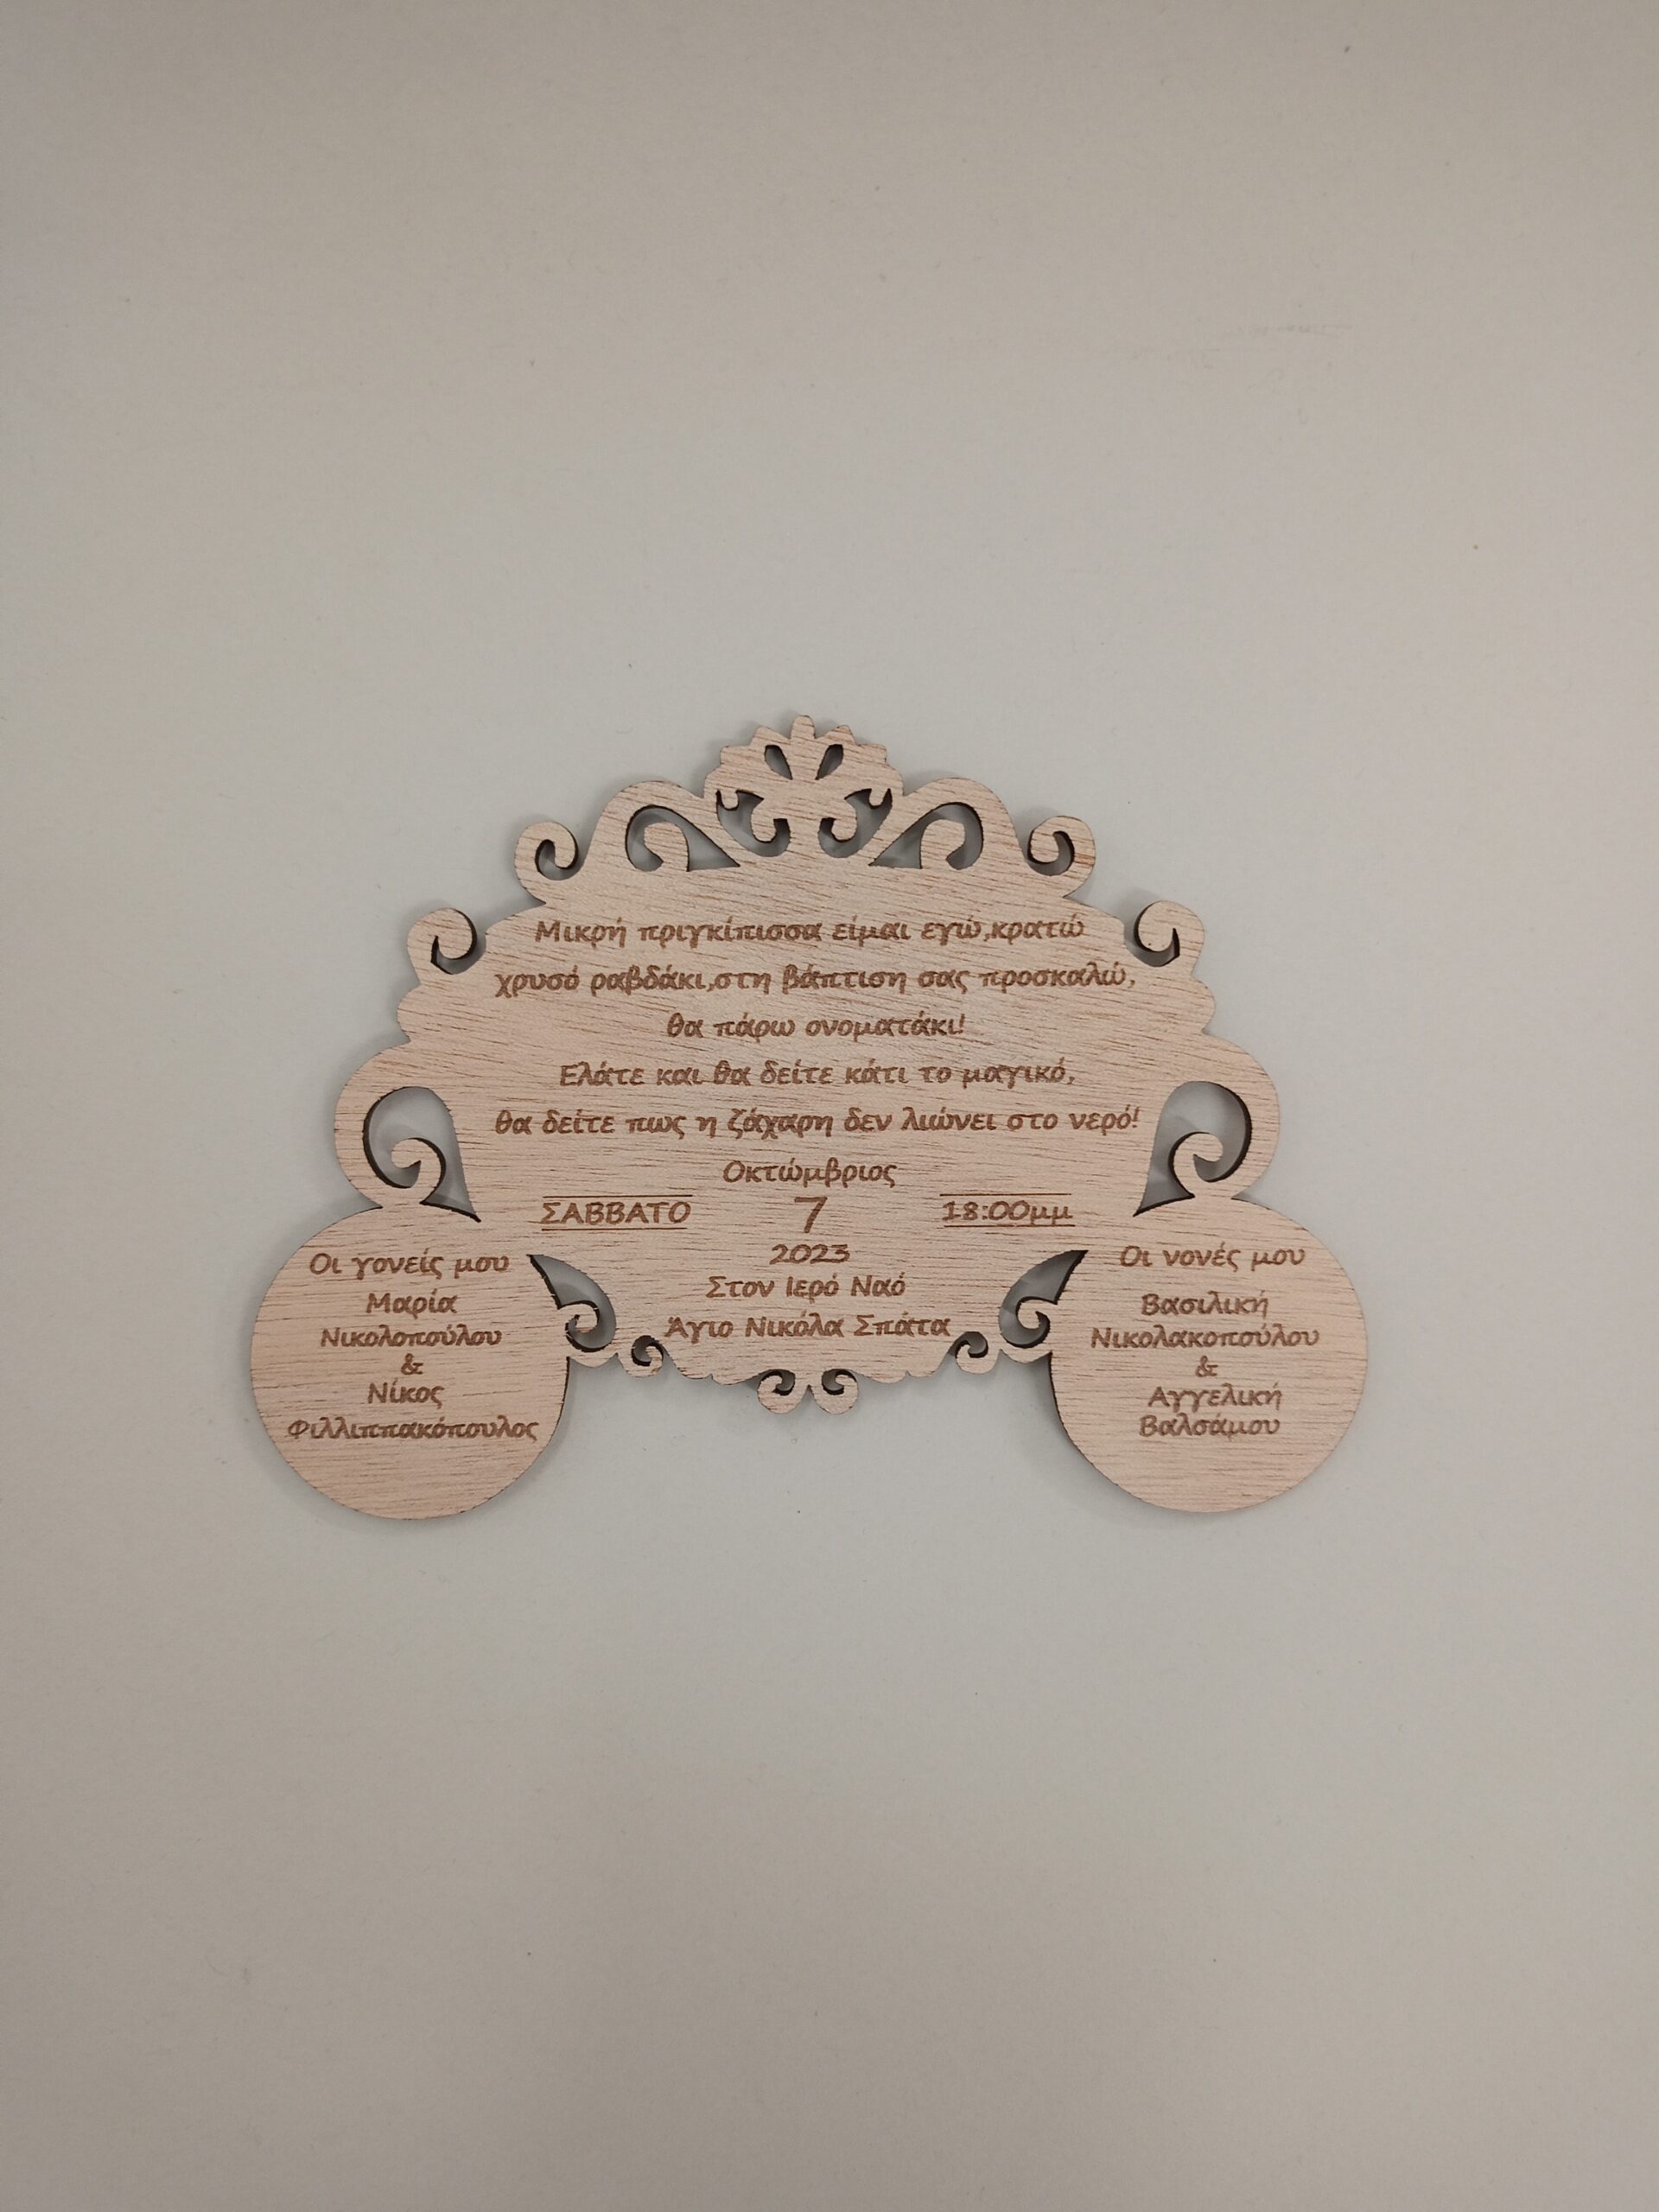 Μικρή πριγκίπισσα είμαι εγώ,κρατώ
χρυσό ραβδάκι,στη βάπτιση σας προσκαλώ,
θα πάρω ονοματάκι!
Ελάτε και θα δείτε κάτι το μαγικό,
θα δείτε πως η ζάχαρη δεν λιώνει στο νερό!
Οκτώμβριος
ΣΑΒΒΑΤΟ 7 18:00μμ
2023
Στον Ιερό Ναό
Άγιο Νικόλα Σπάτα
Οι γονείς μου
Μαρία
Νικολοπούλου
&
Νίκος
Φιλλιππακόπουλος
Οι νονές μου
Βασιλική
Νικολακοπούλου
&
Αγγελική
Βαλσάμου